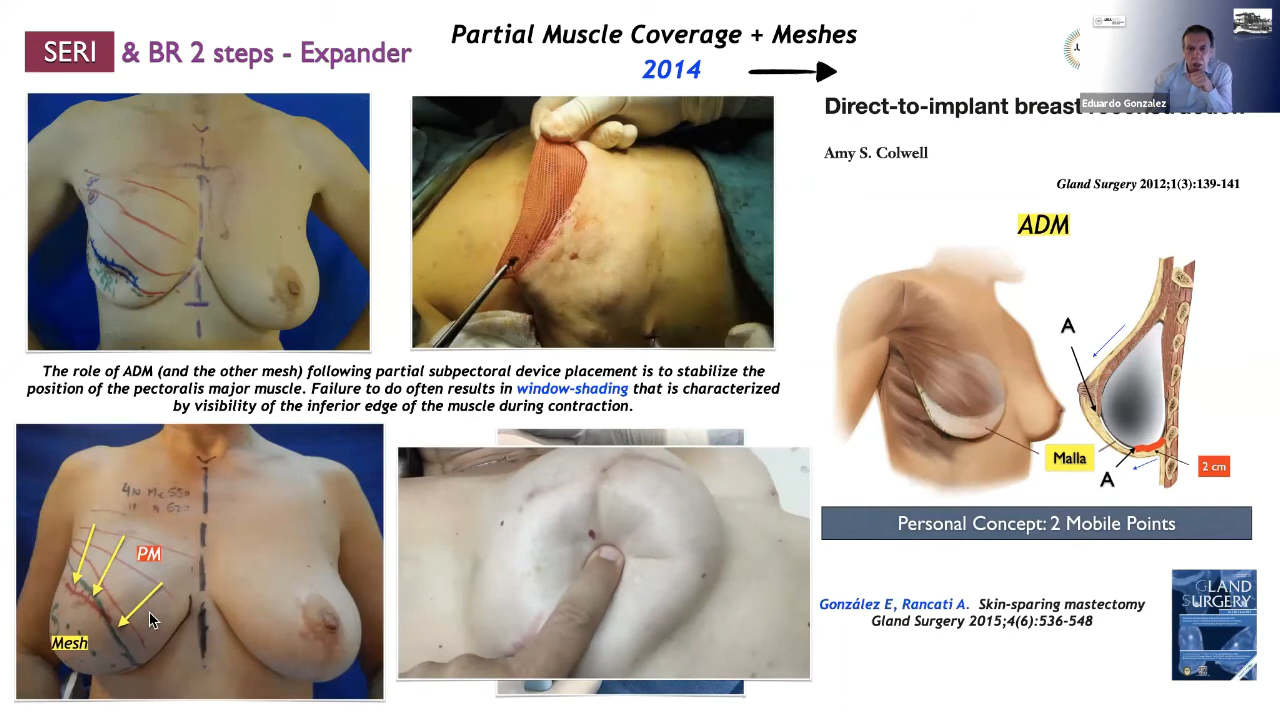 SERI & BR 2 steps - Expander
Partial Muscle Coverage + Meshes
2014
Eduardo Gonzalez
Direct-to-implant breast reconstruction
Amy S. Colwell
Gland Surgery 2012;1(3):139-141
ADM
A
Malla
A
2 cm
The role of ADM (and the other mesh) following partial subpectoral device placement is to stabilize the
position of the pectoralis major muscle. Failure to do often results in window-shading that is characterized
by visibility of the inferior edge of the muscle during contraction.
PM
Mesh
Personal Concept: 2 Mobile Points
González E, Rancati A. Skin-sparing mastectomy
Gland Surgery 2015;4(6):536-548
GLAND
SURGERY